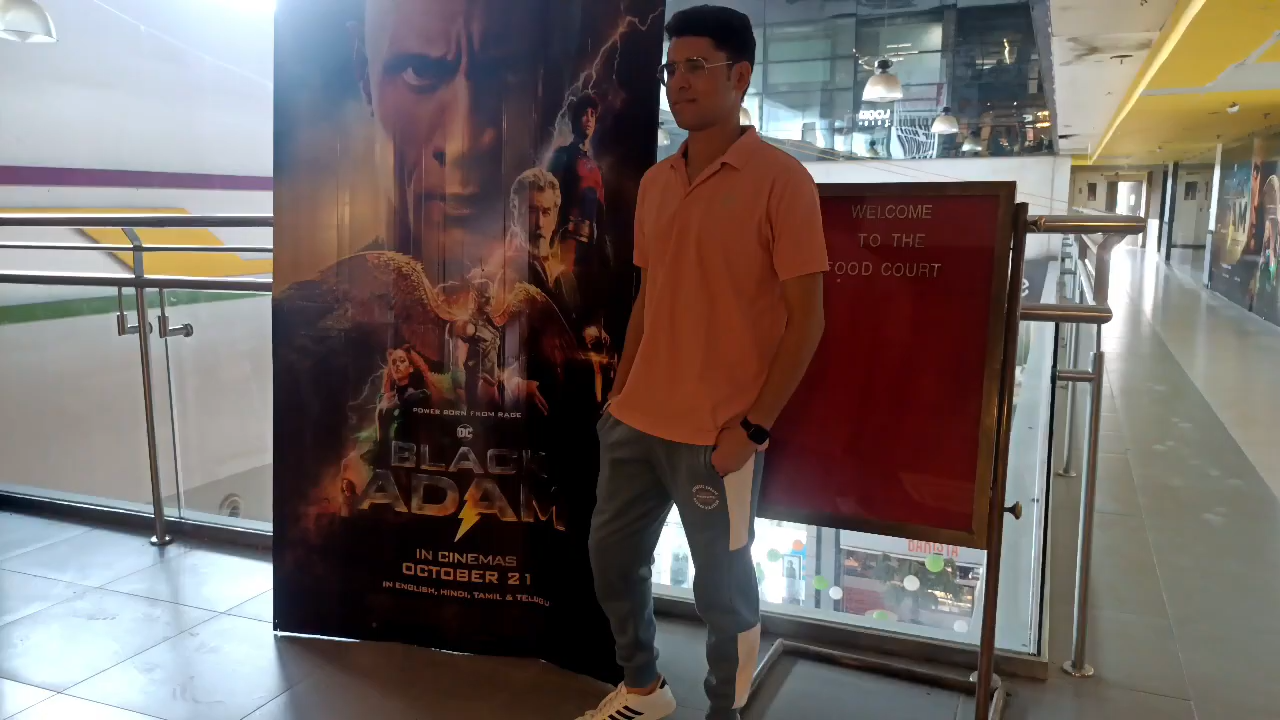 POWER BORN FROM RAGE
DC
BLACK
ADAM
IN CINEMAS
OCTOBER 21
IN ENGLISH, HINDI, TAMIL & TELUGU
WELCOME
TO THE
FOOD COURT
BARISTA